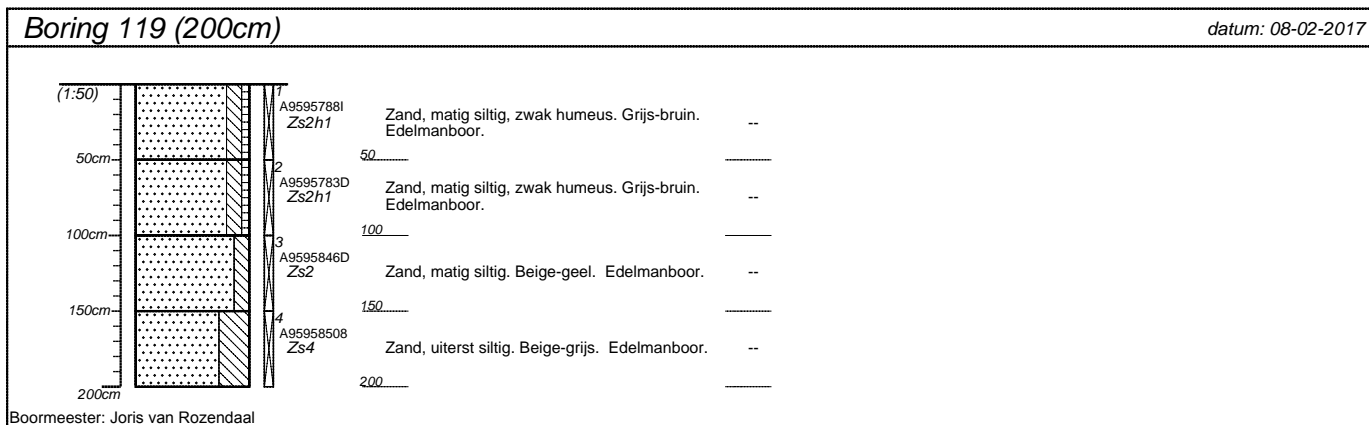 Boring 119 (200cm)
datum: 08-02-2017
(1:50)
1
A9595788I
Zs2h1
Zand, matig siltig, zwak humeus. Grijs-bruin.
Edelmanboor.
--
50cm
50
2
A9595783D
Zs2h1
Zand, matig siltig, zwak humeus. Grijs-bruin.
Edelmanboor.
--
100cm
100
3
A9595846D
Zs2
Zand, matig siltig. Beige-geel. Edelmanboor.
--
150cm
150
4
A95958508
Zs4
Zand, uiterst siltig. Beige-grijs. Edelmanboor.
--
200cm
200
Boormeester: Joris van Rozendaal